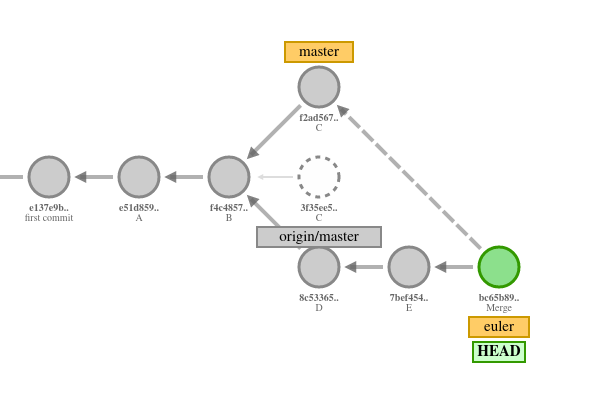 master
f2ad567..
C
e137e9b..
first commit
e51d859..
A
f4c4857..
B
3f35ee5..
C
origin/master
8c53365..
D
7bef454..
E
bc65b89..
Merge
euler
HEAD